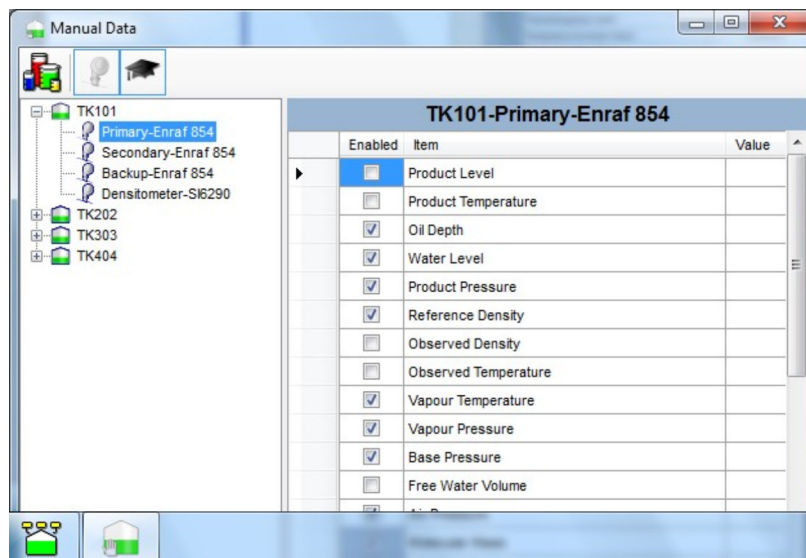 Manual Data
TK101
Primary-Enraf 854
Secondary-Enraf 854
Backup-Enraf 854
Densitometer-SI6290
TK202
TK303
TK404
TK101-Primary-Enraf 854
Enabled Item Value
Product Level
Product Temperature
Oil Depth
Water Level
Product Pressure
Reference Density
Observed Density
Observed Temperature
Vapour Temperature
Vapour Pressure
Base Pressure
Free Water Volume